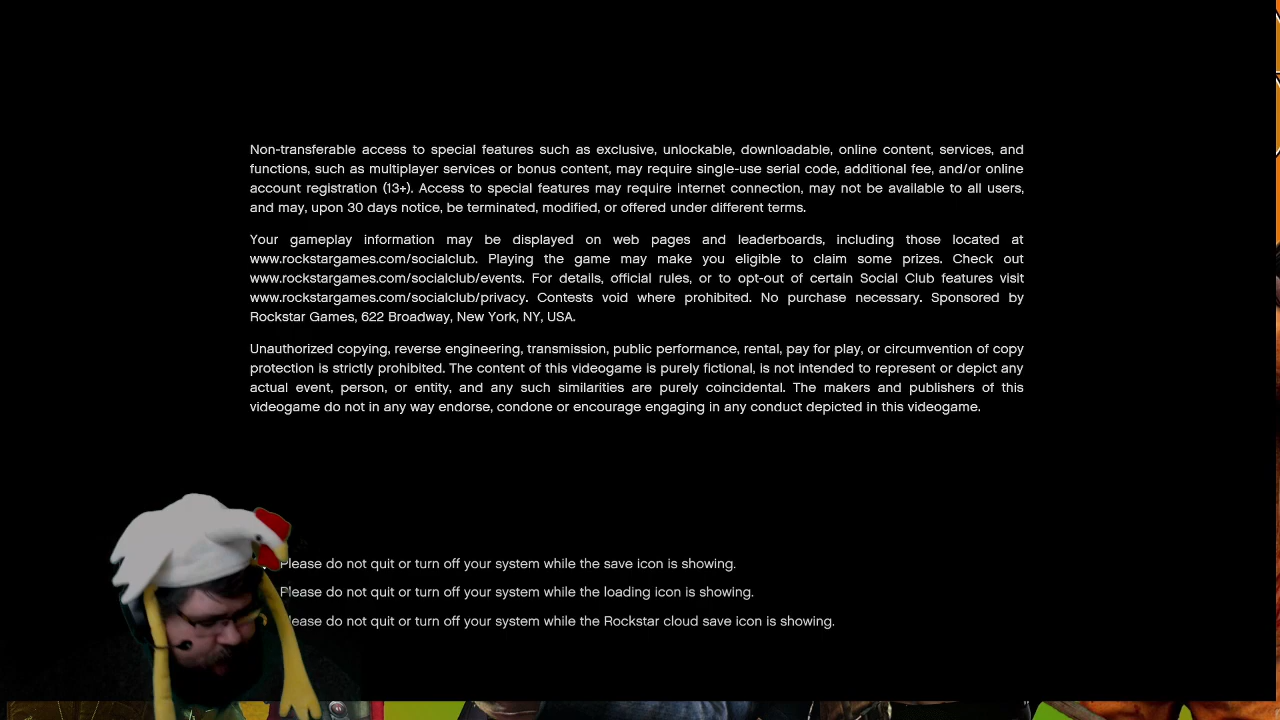 Non-transferable access to special features such as exclusive, unlockable, downloadable, online content, services, and
functions, such as multiplayer services or bonus content, may require single-use serial code, additional fee, and/or online
account registration (13+). Access to special features may require internet connection, may not be available to all users,
and may, upon 30 days notice, be terminated, modified, or offered under different terms.
Your gameplay information may be displayed on web pages and leaderboards, including those located at
www.rockstargames.com/socialclub. Playing the game may make you eligible to claim some prizes. Check out
www.rockstargames.com/socialclub/events. For details, official rules, or to opt-out of certain Social Club features visit
www.rockstargames.com/socialclub/privacy. Contests void where prohibited. No purchase necessary. Sponsored by
Rockstar Games, 622 Broadway, New York, NY, USA.
Unauthorized copying, reverse engineering, transmission, public performance, rental, pay for play, or circumvention of copy
protection is strictly prohibited. The content of this videogame is purely fictional, is not intended to represent or depict any
actual event, person, or entity, and any such similarities are purely coincidental. The makers and publishers of this
videogame do not in any way endorse, condone or encourage engaging in any conduct depicted in this videogame.
Please do not quit or turn off your system while the save icon is showing.
Please do not quit or turn off your system while the loading icon is showing.
Please do not quit or turn off your system while the Rockstar cloud save icon is showing.